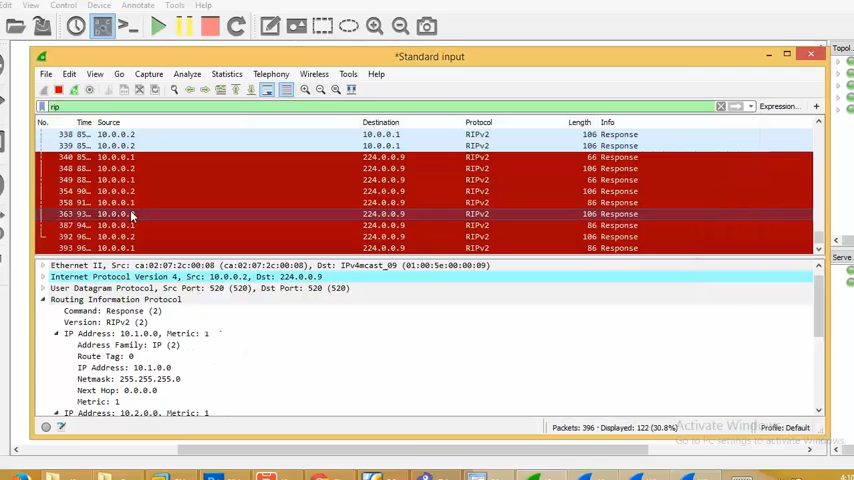 Edit View Control Device Annotate Tools Help
Topol
*Standard input
File Edit View Go Capture Analyze Statistics Telephony Wireless Tools Help
rip
Expression...
No. Time Source Destination Protocol Length Info
338 85... 10.0.0.2 10.0.0.1 RIPv2 106 Response
339 85... 10.0.0.2 10.0.0.1 RIPv2 106 Response
340 85... 10.0.0.1 224.0.0.9 RIPv2 66 Response
348 88... 10.0.0.2 224.0.0.9 RIPv2 106 Response
349 88... 10.0.0.1 224.0.0.9 RIPv2 66 Response
354 90... 10.0.0.2 224.0.0.9 RIPv2 106 Response
358 91... 10.0.0.1 224.0.0.9 RIPv2 86 Response
363 93... 10.0.0. 224.0.0.9 RIPv2 106 Response
387 94... 10.0.0.1 224.0.0.9 RIPv2 86 Response
392 96... 10.0.0.2 224.0.0.9 RIPv2 106 Response
393 96... 10.0.0.1 224.0.0.9 RIPv2 86 Response
Ethernet II, Src: ca:02:07:2c:00:08 (ca:02:07:2c:00:08), Dst: IPv4mcast_09 (01:00:5e:00:00:09)
Internet Protocol Version 4, Src: 10.0.0.2, Dst: 224.0.0.9
User Datagram Protocol, Src Port: 520 (520), Dst Port: 520 (520)
Routing Information Protocol
Command: Response (2)
Version: RIPv2 (2)
IP Address: 10.1.0.0, Metric: 1
Address Family: IP (2)
Route Tag: 0
IP Address: 10.1.0.0
Netmask: 255.255.255.0
Next Hop: 0.0.0.0
Metric: 1
IP Address: 10.2.0.0, Metric: 1
Serve
Packets: 396 · Displayed: 122 (30.8%)
Profile: Default
Activate Windows
Go to PC settings to activate Windows.